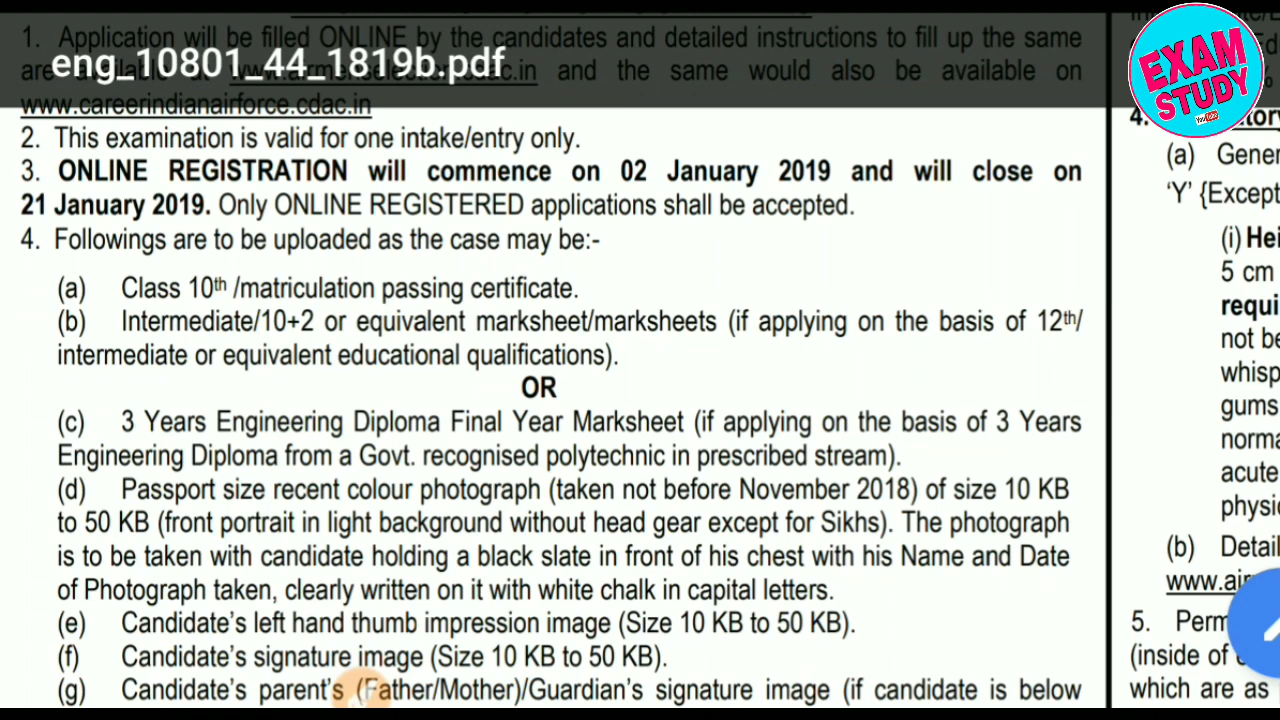 1. Application will be filled ONLINE by the candidates and detailed instructions to fill up the same
are and the same would also be available on
eng_10801_44_1819b.pdf
www.careerindianairforce.cdac.in
2. This examination is valid for one intake/entry only.
3. ONLINE REGISTRATION will commence on 02 January 2019 and will close on
21 January 2019. Only ONLINE REGISTERED applications shall be accepted.
4. Followings are to be uploaded as the case may be:-
(a) Class 10th /matriculation passing certificate.
(b) Intermediate/10+2 or equivalent marksheet/marksheets (if applying on the basis of 12th/
intermediate or equivalent educational qualifications).
OR
(c) 3 Years Engineering Diploma Final Year Marksheet (if applying on the basis of 3 Years
Engineering Diploma from a Govt. recognised polytechnic in prescribed stream).
(d) Passport size recent colour photograph (taken not before November 2018) of size 10 KB
to 50 KB (front portrait in light background without head gear except for Sikhs). The photograph
is to be taken with candidate holding a black slate in front of his chest with his Name and Date
of Photograph taken, clearly written on it with white chalk in capital letters.
(e) Candidate's left hand thumb impression image (Size 10 KB to 50 KB).
(f) Candidate's signature image (Size 10 KB to 50 KB).
(g) Candidate's parent's (Father/Mother)/Guardian's signature image (if candidate is below
EXAM
STUDY
YouTube
4.
(a) Gener
'Y' {Except
(i) Hei
5 cm
requi
not be
whisp
gums
norma
acute
physic
(b) Detail
www.air
5. Perm
(inside of
which are as